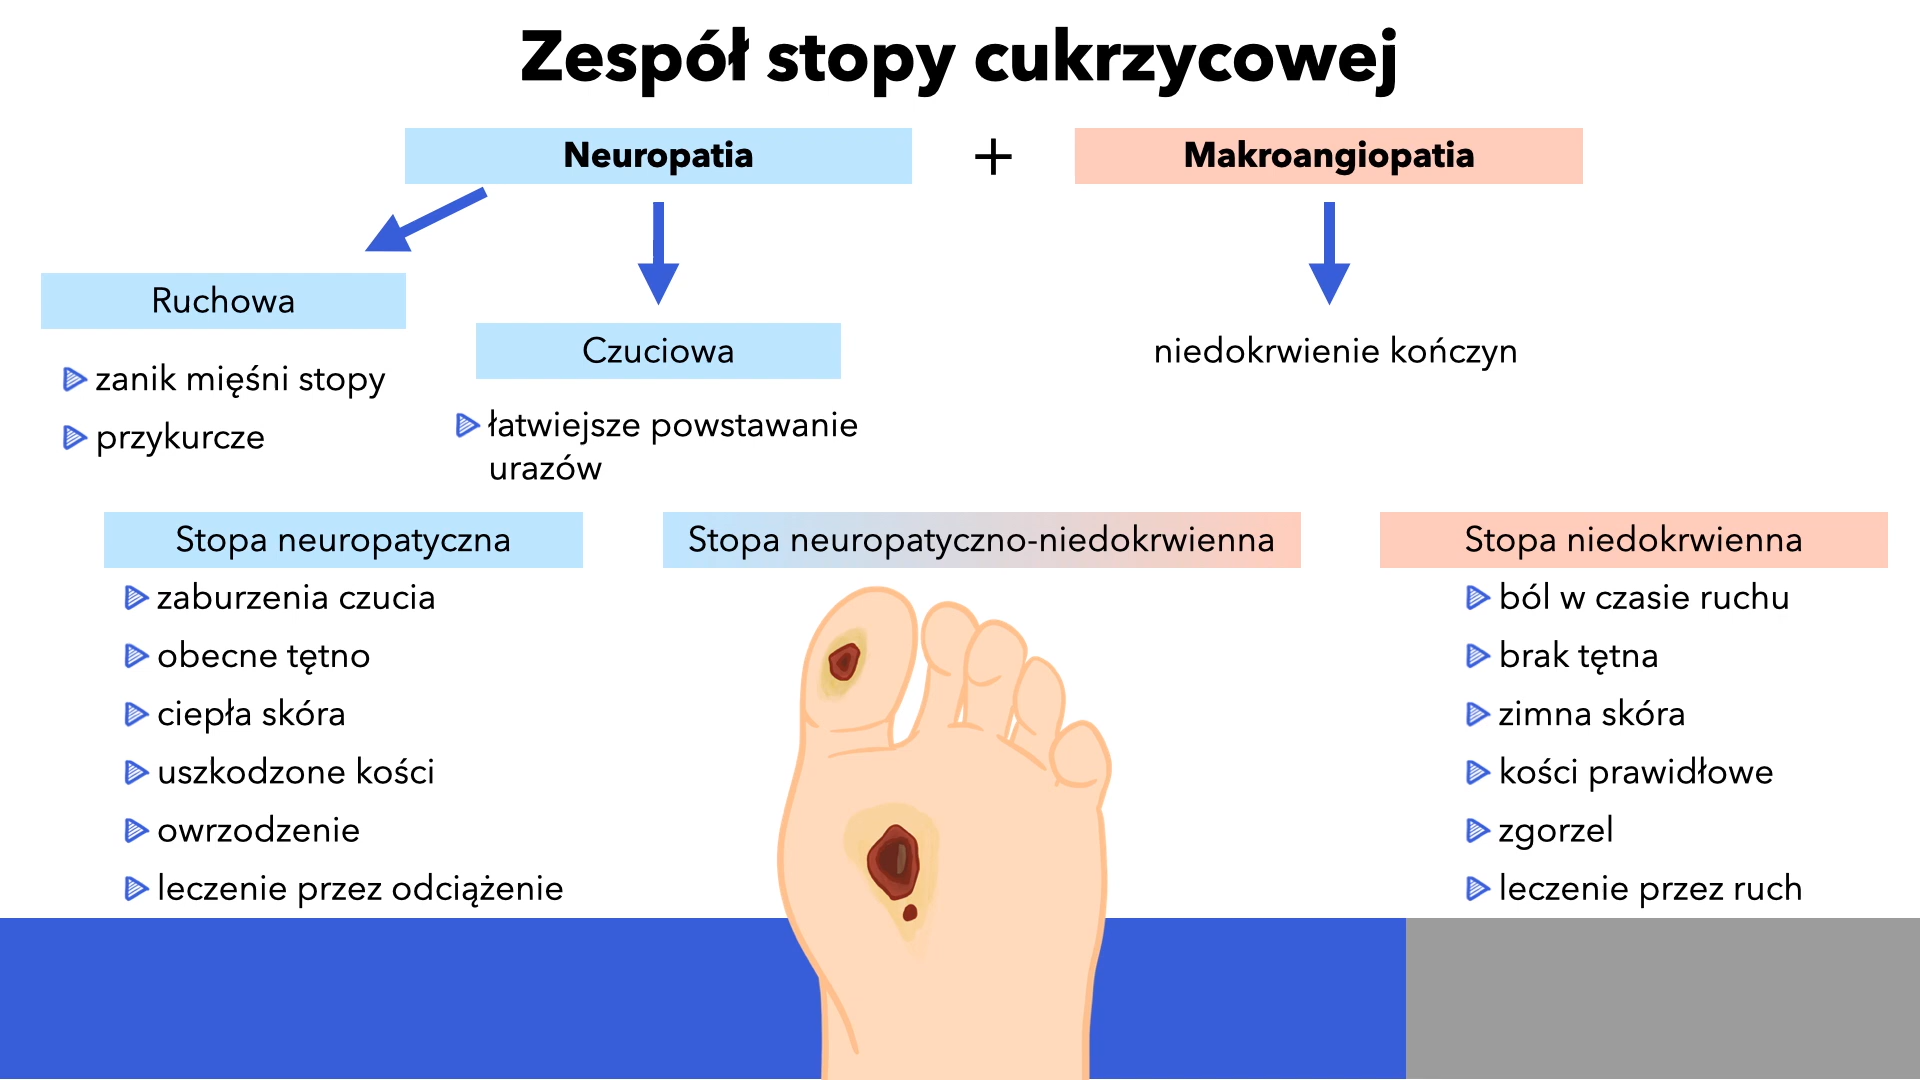 Zespół stopy cukrzycowej
Neuropatia
+
Makroangiopatia
Ruchowa
zanik mięśni stopy
przykurcze
Czuciowa
łatwiejsze powstawanie
urazów
niedokrwienie kończyn
Stopa neuropatyczna
zaburzenia czucia
obecne tętno
ciepła skóra
uszkodzone kości
owrzodzenie
leczenie przez odciążenie
Stopa neuropatyczno-niedokrwienna
Stopa niedokrwienna
ból w czasie ruchu
brak tętna
zimna skóra
kości prawidłowe
zgorzel
leczenie przez ruch